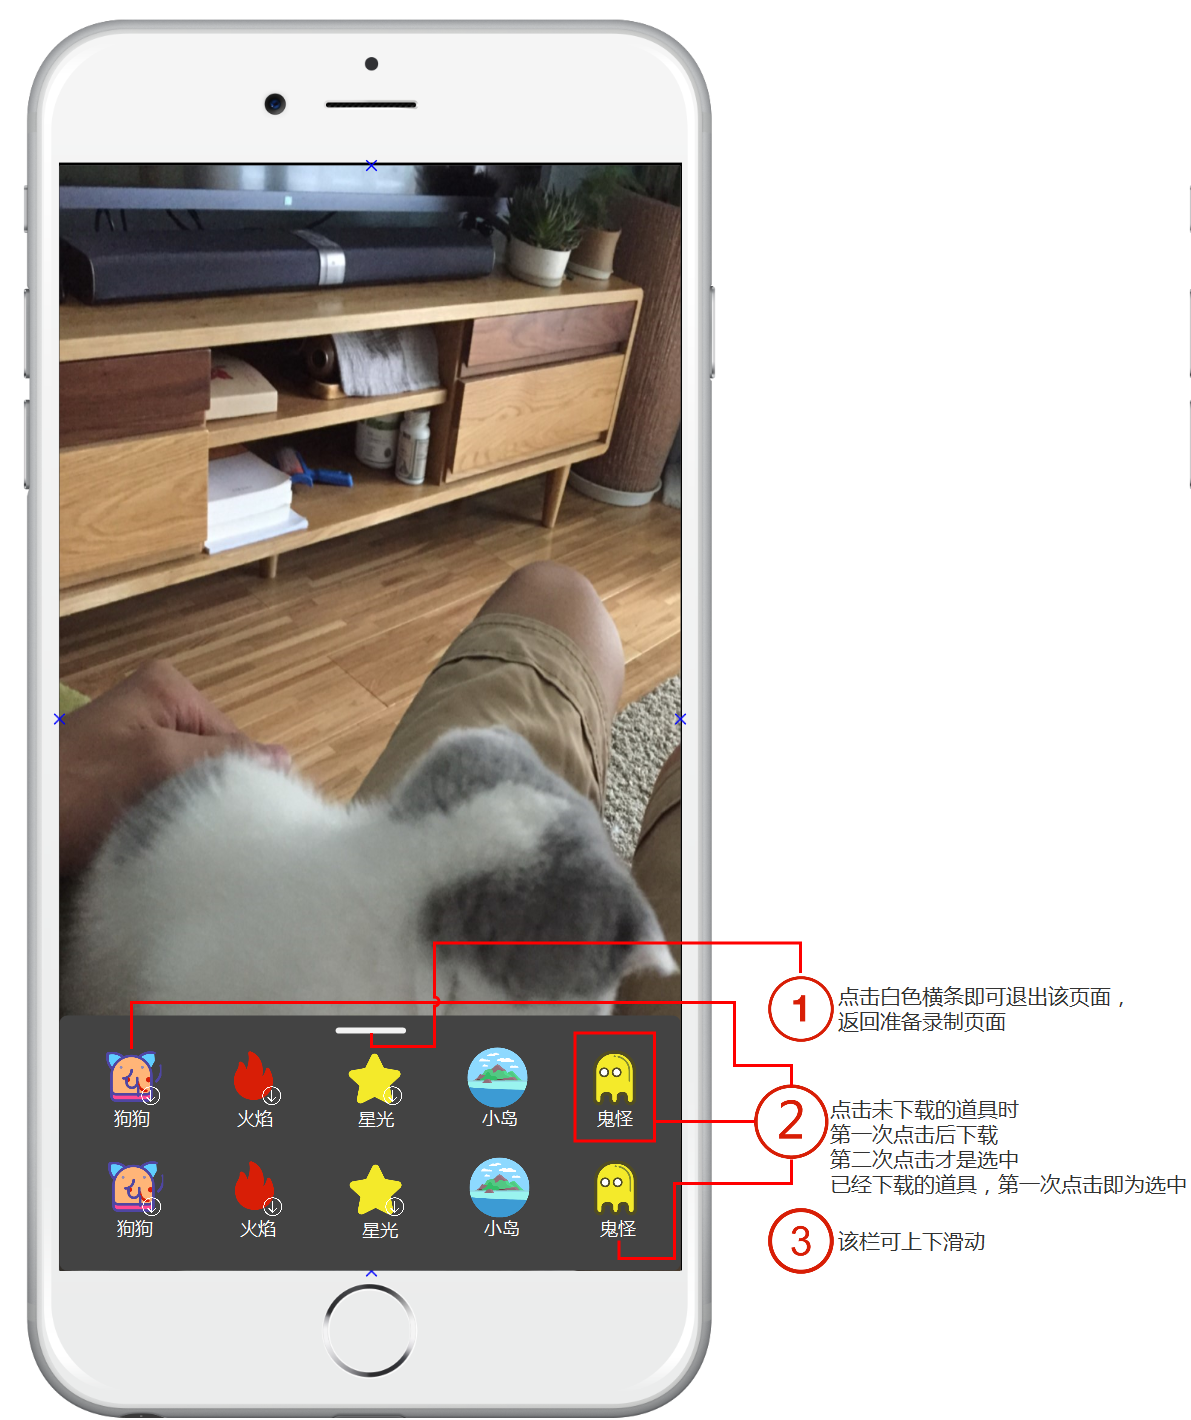 1
点击白色横条即可退出该页面，
返回准备录制页面
狗狗
火焰
星光
小岛
鬼怪
2
点击未下载的道具时
第一次点击后下载
第二次点击才是选中
已经下载的道具，第一次点击即为选中
狗狗
火焰
星光
小岛
鬼怪
3
该栏可上下滑动